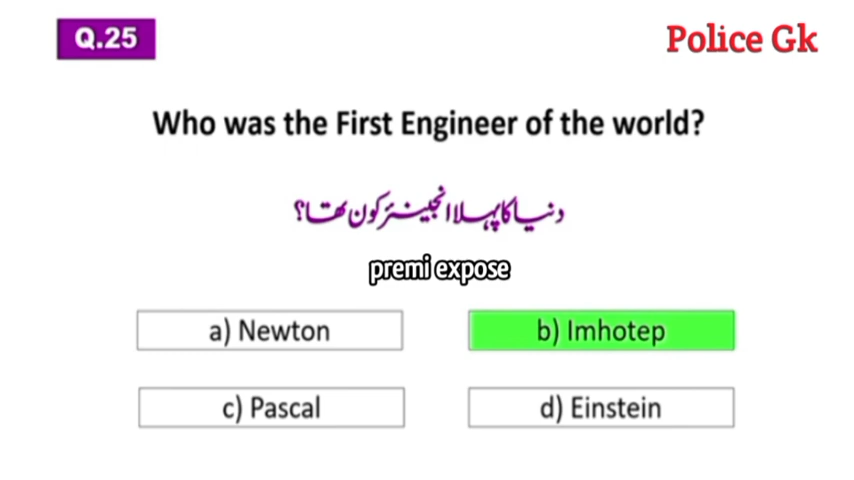 Q.25
Police Gk
Who was the First Engineer of the world?
دنیا کا پہلا انجینئر کون تھا؟
premi expose
a) Newton
b) Imhotep
c) Pascal
d) Einstein